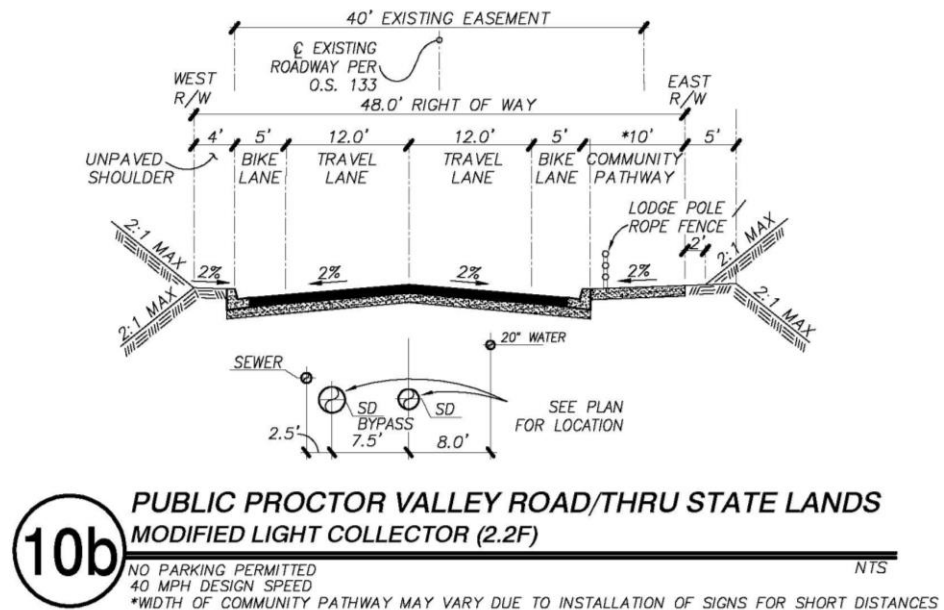 40' EXISTING EASEMENT
℄ EXISTING
ROADWAY PER
O.S. 133
WEST
R/W
EAST
R/W
48.0' RIGHT OF WAY
4' 5' 12.0' 12.0' 5' *10' 5'
UNPAVED
SHOULDER
BIKE
LANE
TRAVEL
LANE
TRAVEL
LANE
BIKE
LANE
COMMUNITY
PATHWAY
LODGE POLE
ROPE FENCE
2'
2:1 MAX
2:1 MAX
2% 2% 2% 2%
2:1 MAX
2:1 MAX
20" WATER
SEWER
SD
BYPASS
SD
SEE PLAN
FOR LOCATION
2.5' 7.5' 8.0'
10b
PUBLIC PROCTOR VALLEY ROAD/THRU STATE LANDS
MODIFIED LIGHT COLLECTOR (2.2F)
NO PARKING PERMITTED
NTS
40 MPH DESIGN SPEED
*WIDTH OF COMMUNITY PATHWAY MAY VARY DUE TO INSTALLATION OF SIGNS FOR SHORT DISTANCES